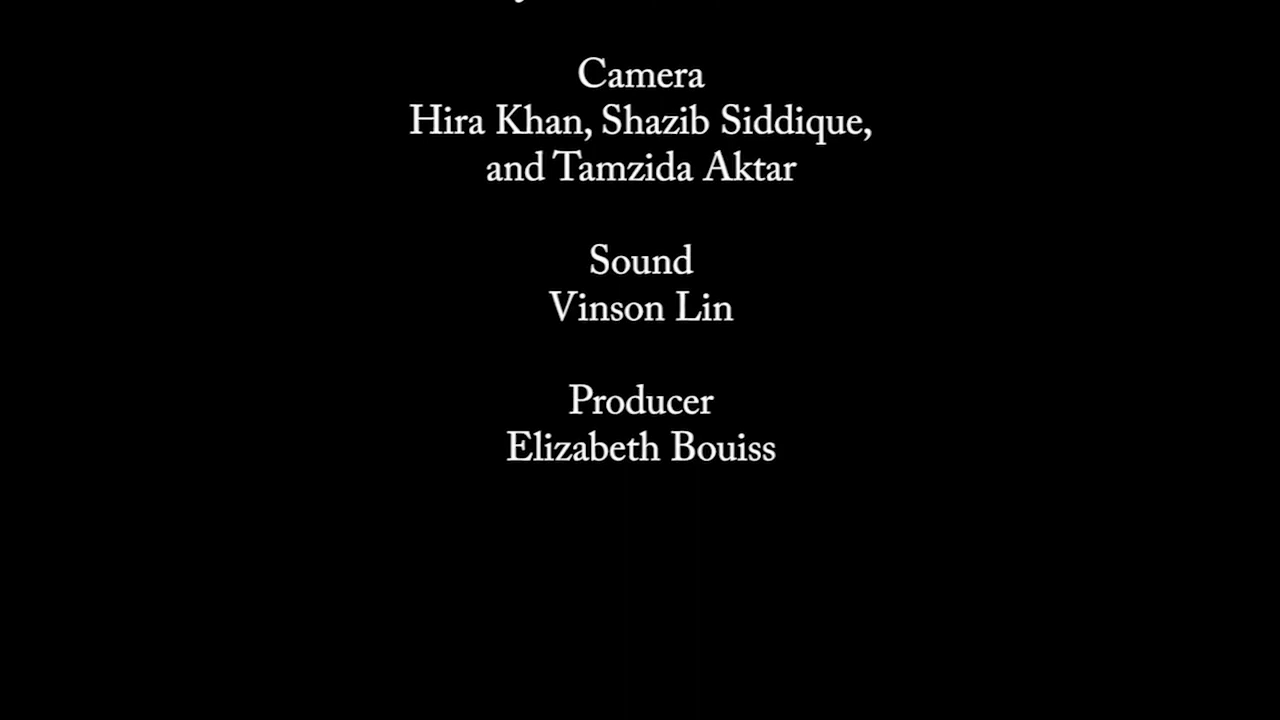 Camera
Hira Khan, Shazib Siddique,
and Tamzida Aktar
Sound
Vinson Lin
Producer
Elizabeth Bouiss